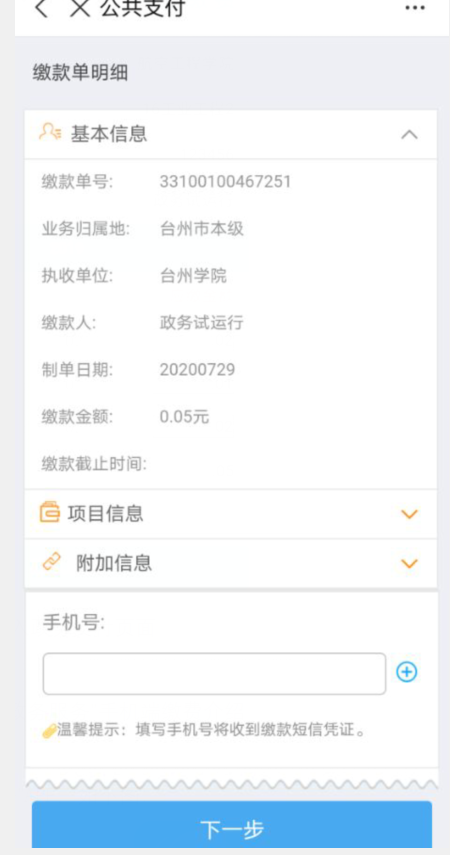 公共支付
缴款单明细
基本信息
缴款单号: 33100100467251
业务归属地: 台州市本级
执收单位: 台州学院
缴款人: 政务试运行
制单日期: 20200729
缴款金额: 0.05元
缴款截止时间:
项目信息
附加信息
手机号:
温馨提示：填写手机号将收到缴款短信凭证。
下一步